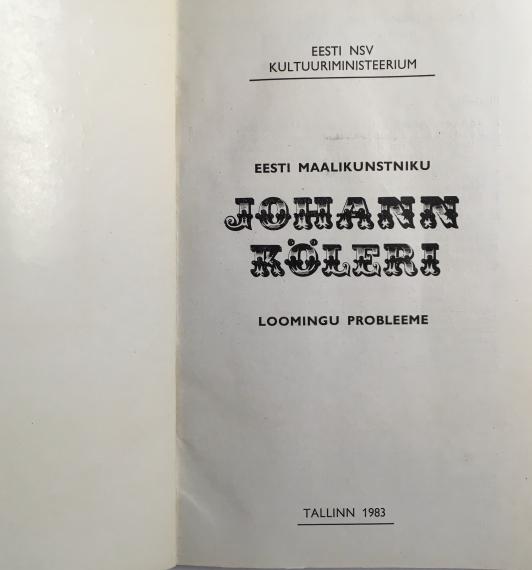 EESTI NSV
KULTUURIMINISTEERIUM
EESTI MAALIKUNSTNIKU
JOHANN
KÖLERI
LOOMINGU PROBLEEME
TALLINN 1983